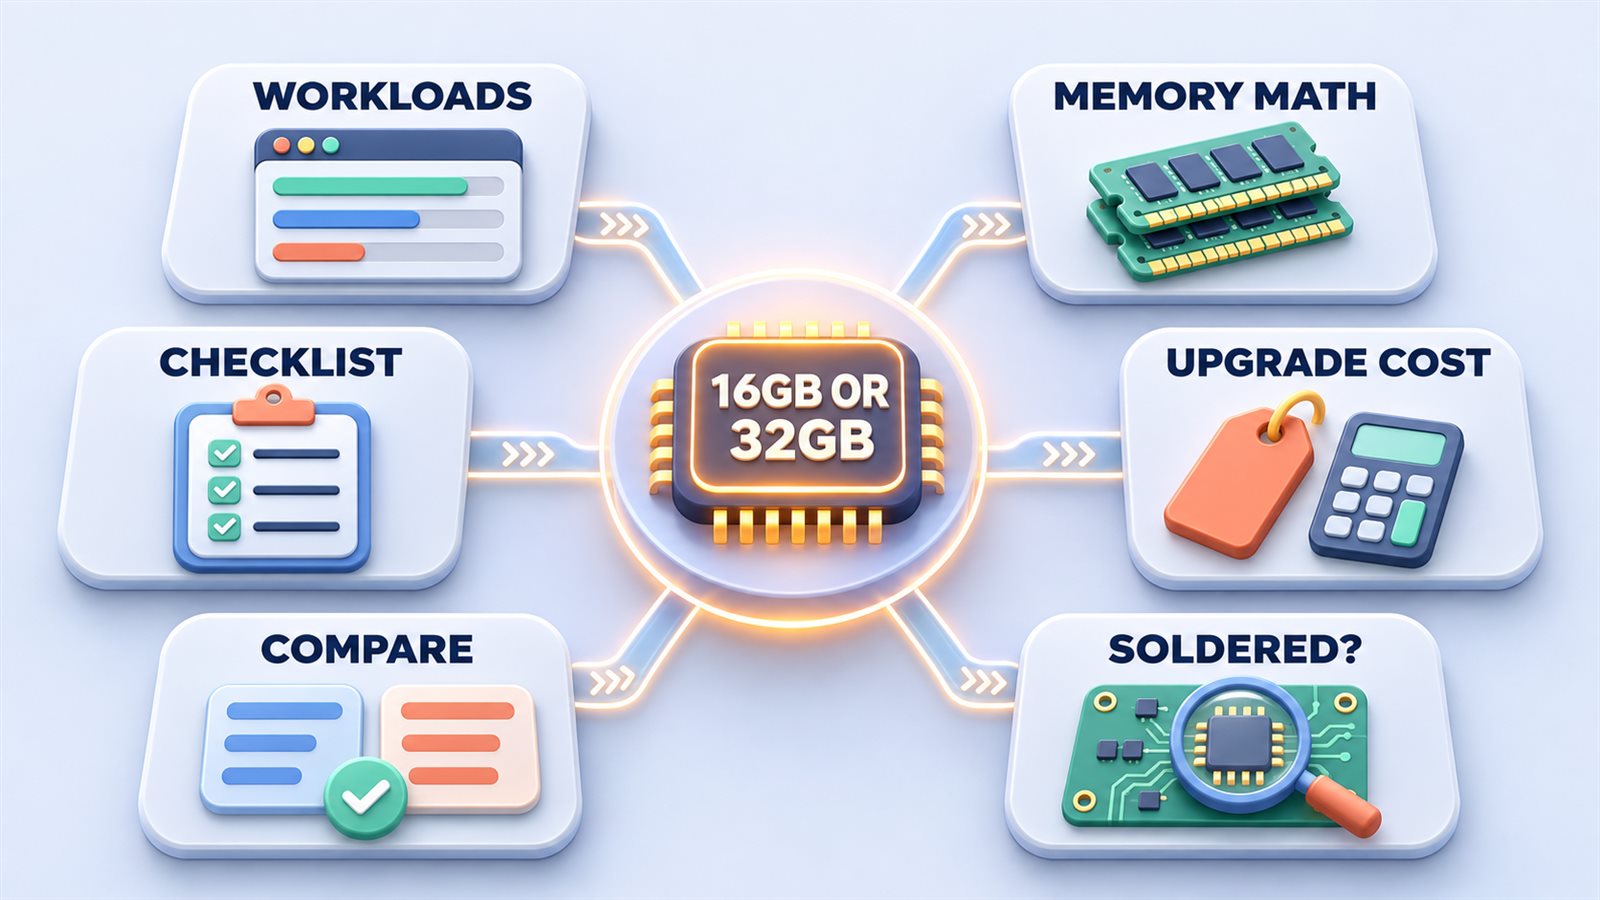 WORKLOADS
MEMORY MATH
CHECKLIST
16GB OR
32GB
UPGRADE COST
COMPARE
SOLDERED?